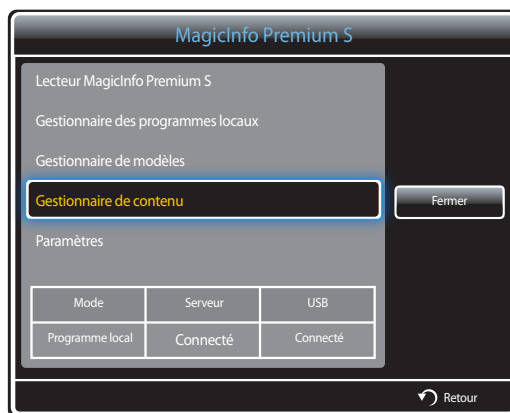 MagicInfo Premium S
Lecteur MagicInfo Premium S
Gestionnaire des programmes locaux
Gestionnaire de modèles
Gestionnaire de contenu
Fermer
Paramètres
Mode Serveur USB
Programme local Connecté Connecté
Retour